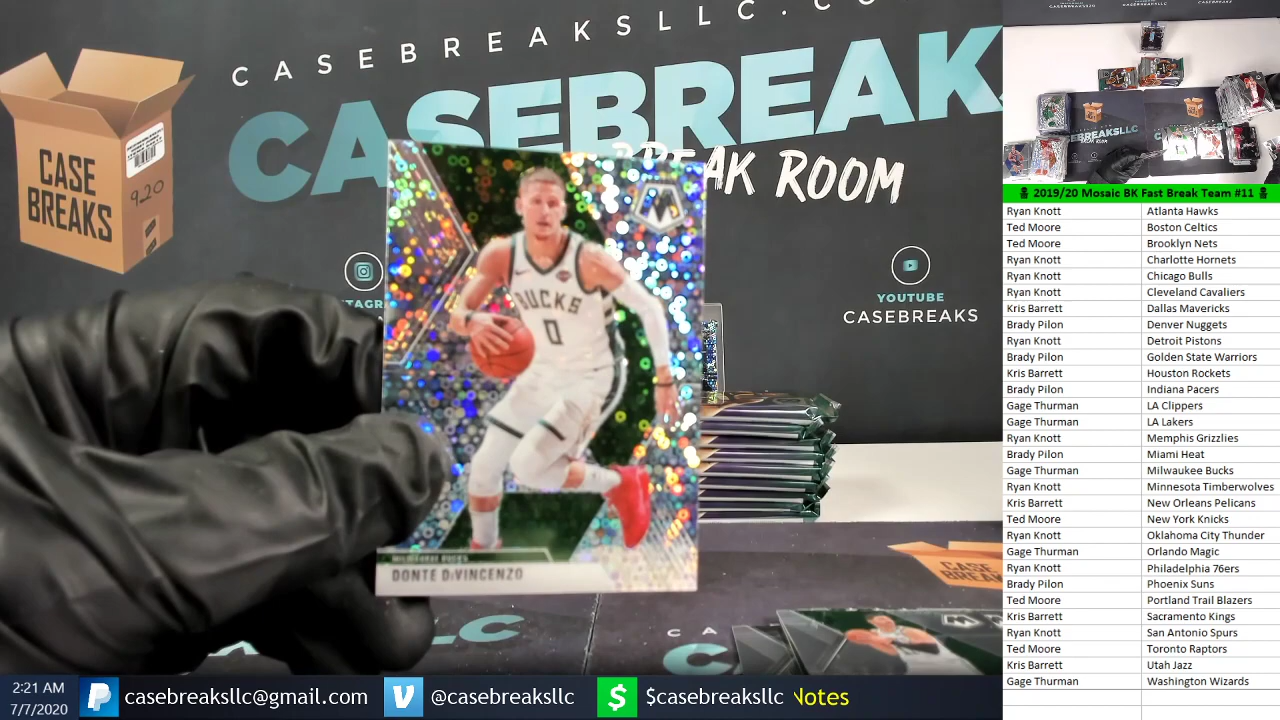 CASEBREAKSLLC.CO
CASEBREAK
BREAK ROOM
CASE
BREAKS
920
YOUTUBE
CASEBREAKS
BUCKS
0
MILWAUKEE BUCKS
DONTE DiVINCENZO
CASE
BREAK
LLC
CA
2:21 AM
7/7/2020
casebreaksllc@gmail.com
@casebreaksllc
$casebreaksllc
Notes
2019/20 Mosaic BK Fast Break Team #11
Ryan Knott Atlanta Hawks
Ted Moore Boston Celtics
Ted Moore Brooklyn Nets
Ryan Knott Charlotte Hornets
Ryan Knott Chicago Bulls
Ryan Knott Cleveland Cavaliers
Kris Barrett Dallas Mavericks
Brady Pilon Denver Nuggets
Ryan Knott Detroit Pistons
Brady Pilon Golden State Warriors
Kris Barrett Houston Rockets
Brady Pilon Indiana Pacers
Gage Thurman LA Clippers
Gage Thurman LA Lakers
Ryan Knott Memphis Grizzlies
Brady Pilon Miami Heat
Gage Thurman Milwaukee Bucks
Ryan Knott Minnesota Timberwolves
Kris Barrett New Orleans Pelicans
Ted Moore New York Knicks
Ryan Knott Oklahoma City Thunder
Gage Thurman Orlando Magic
Ryan Knott Philadelphia 76ers
Brady Pilon Phoenix Suns
Ted Moore Portland Trail Blazers
Kris Barrett Sacramento Kings
Ryan Knott San Antonio Spurs
Ted Moore Toronto Raptors
Kris Barrett Utah Jazz
Gage Thurman Washington Wizards